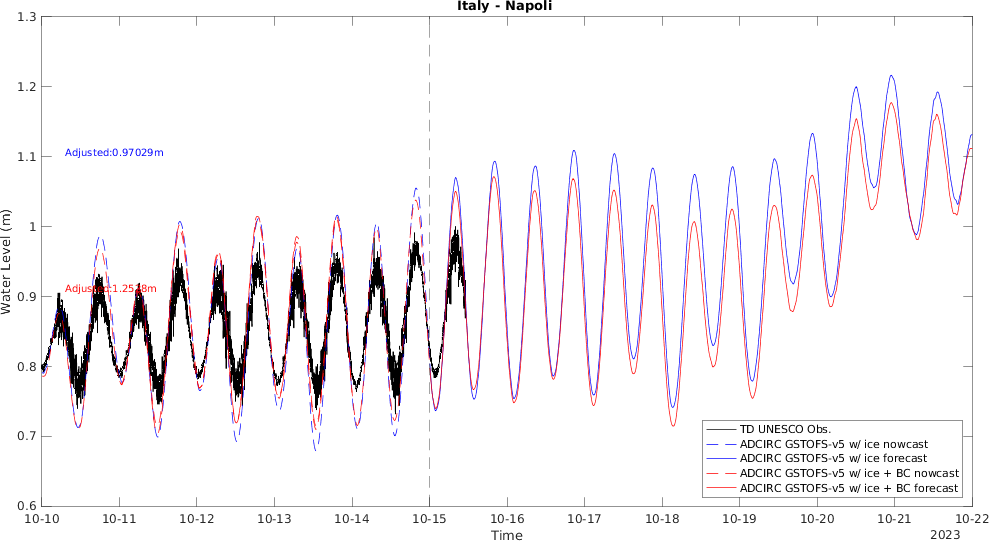 Italy - Napoli
Water Level (m)
1.3
1.2
1.1
1
0.9
0.8
0.7
0.6
Adjusted:0.97029m
TD UNESCO Obs.
ADCIRC GSTOFS-v5 w/ ice nowcast
ADCIRC GSTOFS-v5 w/ ice forecast
ADCIRC GSTOFS-v5 w/ ice + BC nowcast
ADCIRC GSTOFS-v5 w/ ice + BC forecast
10-10 10-11 10-12 10-13 10-14 10-15 10-16 10-17 10-18 10-19 10-20 10-21 10-22
Time
2023